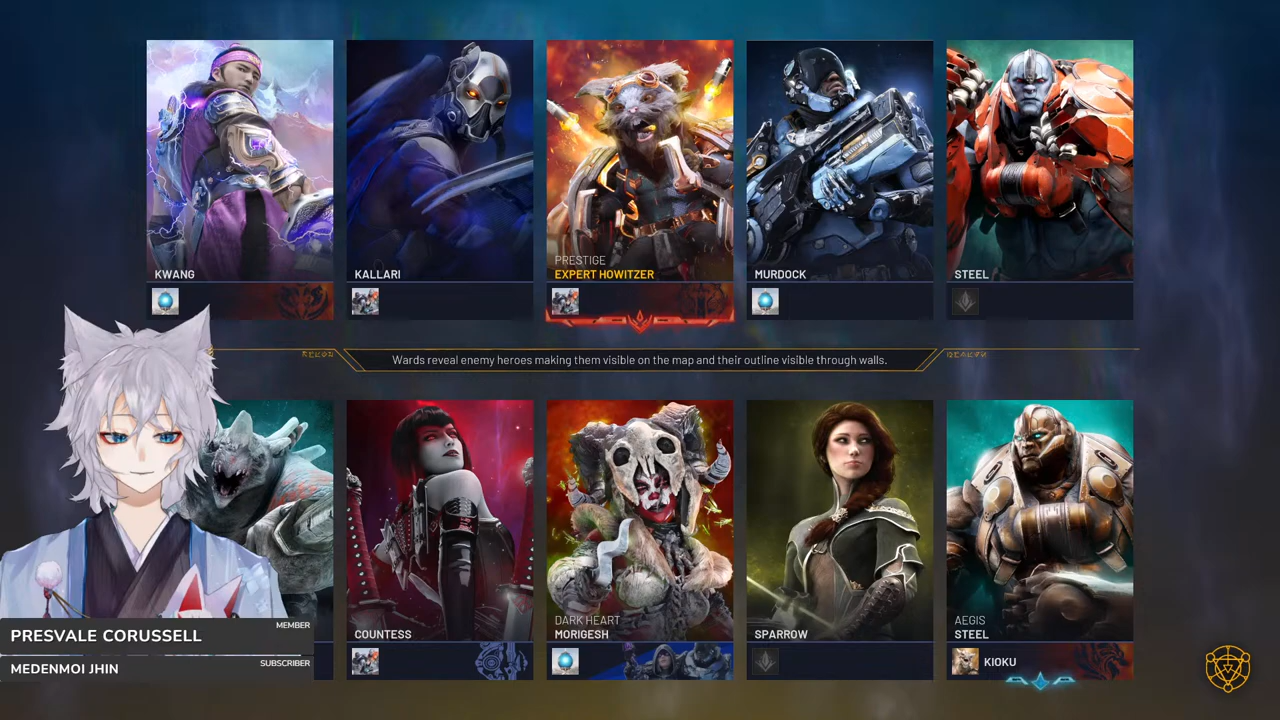 KWANG
KALLARI
PRESTIGE
EXPERT HOWITZER
MURDOCK
STEEL
Wards reveal enemy heroes making them visible on the map and their outline visible through walls.
COUNTESS
DARK HEART
MORIGESH
SPARROW
AEGIS
STEEL
KIOKU
MEMBER
PRESVALE CORUSSELL
SUBSCRIBER
MEDENMOI JHIN